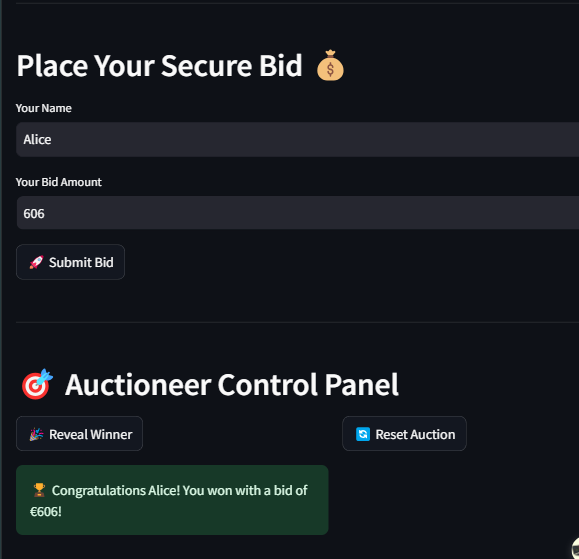 Place Your Secure Bid 💰
Your Name
Alice
Your Bid Amount
606
🚀 Submit Bid
🎯 Auctioneer Control Panel
🎉 Reveal Winner
🔄 Reset Auction
🏆 Congratulations Alice! You won with a bid of
€606!